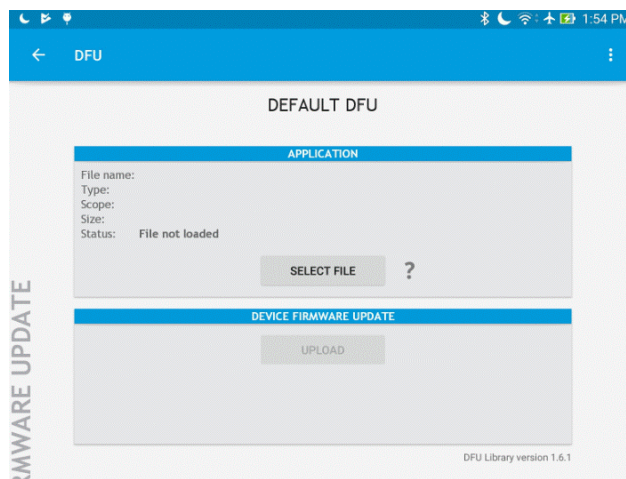 1:54 PM
DFU
DEFAULT DFU
APPLICATION
File name:
Type:
Scope:
Size:
Status: File not loaded
SELECT FILE ?
DEVICE FIRMWARE UPDATE
UPLOAD
RMWARE UPDATE
DFU Library version 1.6.1